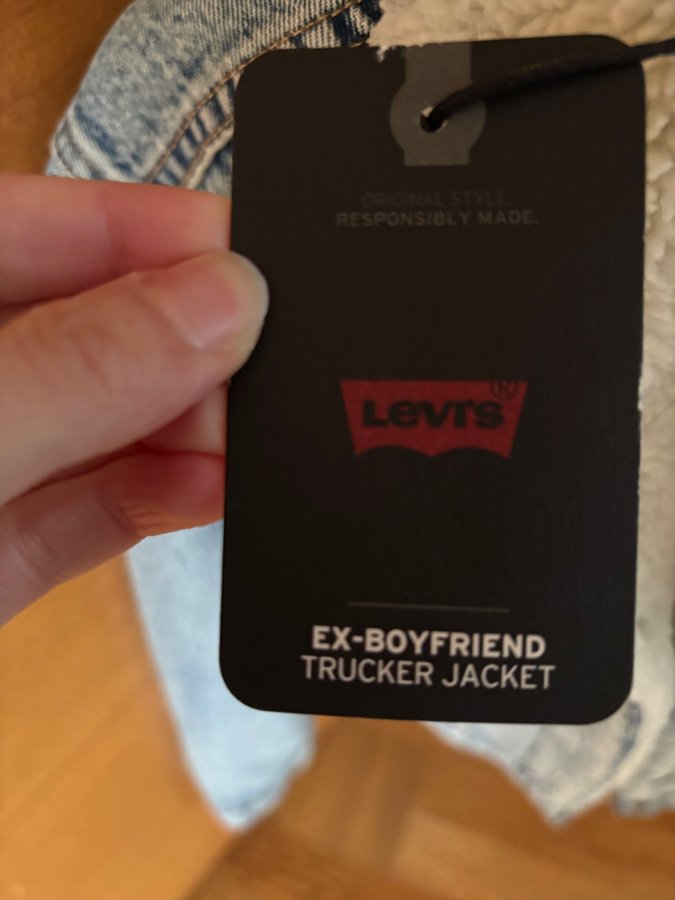 ORIGINAL STYLE.
RESPONSIBLY MADE.
Levi's®
EX-BOYFRIEND
TRUCKER JACKET